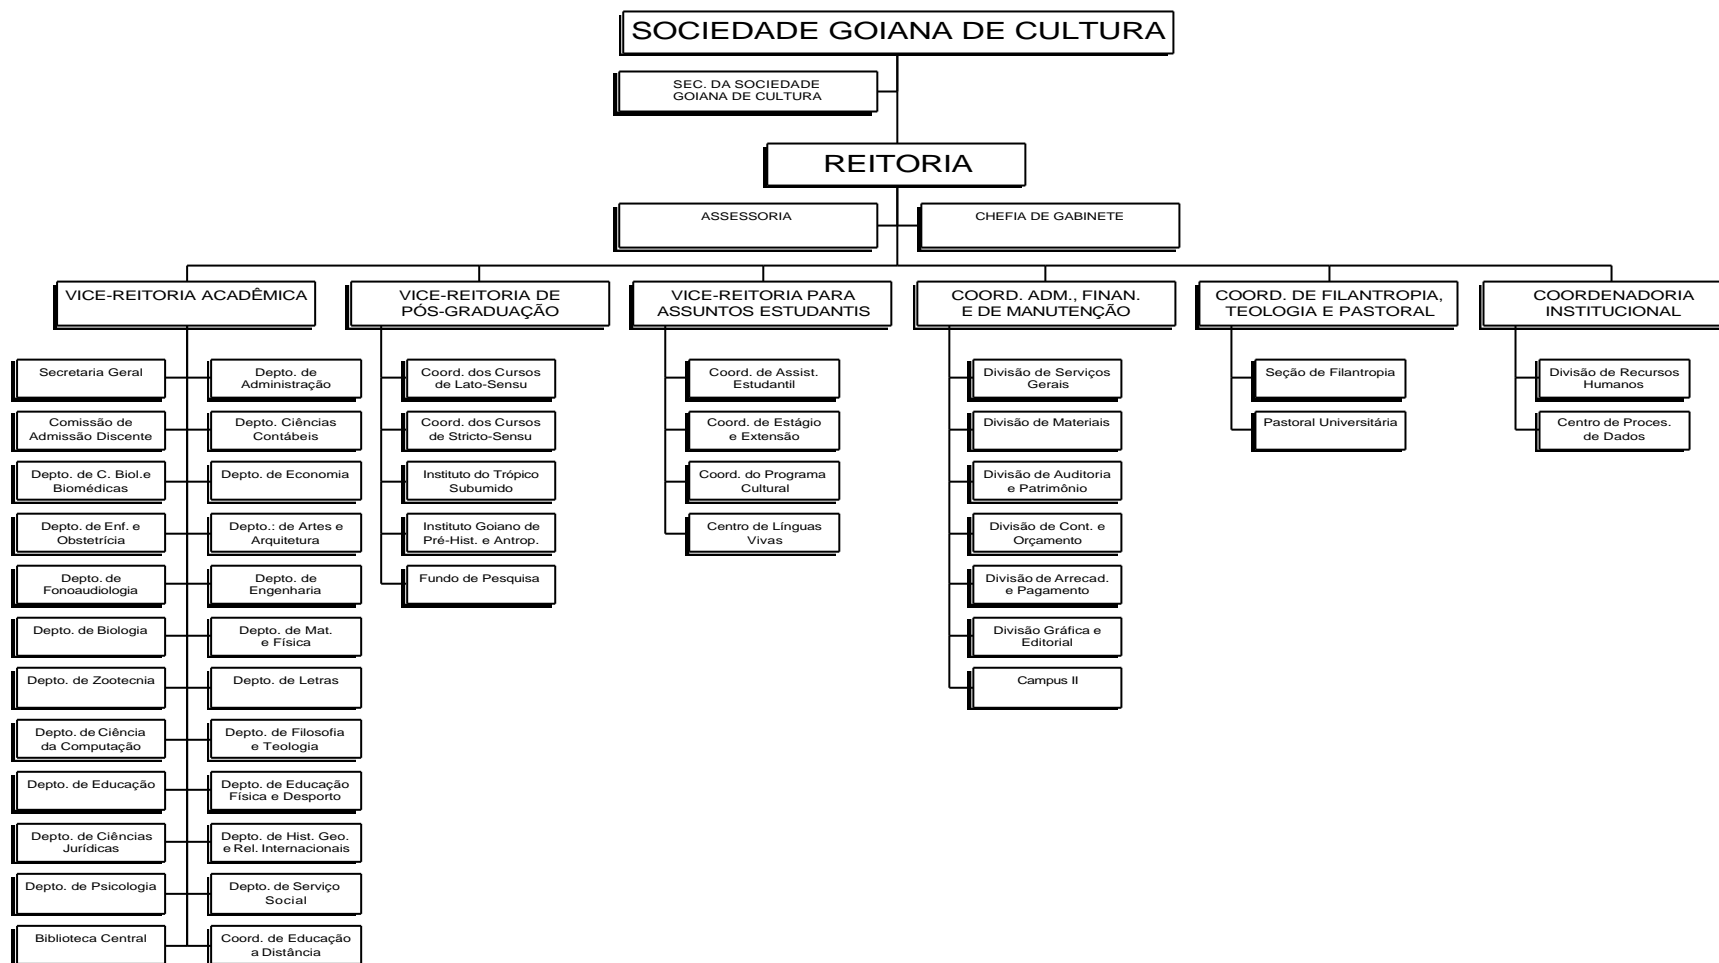 SOCIEDADE GOIANA DE CULTURA
SEC. DA SOCIEDADE
GOIANA DE CULTURA
REITORIA
ASSESSORIA
CHEFIA DE GABINETE
VICE-REITORIA ACADÊMICA
VICE-REITORIA DE
PÓS-GRADUAÇÃO
VICE-REITORIA PARA
ASSUNTOS ESTUDANTIS
COORD. ADM., FINAN.
E DE MANUTENÇÃO
COORD. DE FILANTROPIA,
TEOLOGIA E PASTORAL
COORDENADORIA
INSTITUCIONAL
Secretaria Geral
Comissão de
Admissão Discente
Depto. de C. Biol.e
Biomédicas
Depto. de Enf. e
Obstetrícia
Depto. de
Fonoaudiologia
Depto. de Biologia
Depto. de Zootecnia
Depto. de Ciência
da Computação
Depto. de Educação
Depto. de Ciências
Jurídicas
Depto. de Psicologia
Biblioteca Central
Depto. de
Administração
Depto. Ciências
Contábeis
Depto. de Economia
Depto.: de Artes e
Arquitetura
Depto. de
Engenharia
Depto. de Mat.
e Física
Depto. de Letras
Depto. de Filosofia
e Teologia
Depto. de Educação
Física e Desporto
Depto. de Hist. Geo.
e Rel. Internacionais
Depto. de Serviço
Social
Coord. de Educação
a Distância
Coord. dos Cursos
de Lato-Sensu
Coord. dos Cursos
de Stricto-Sensu
Instituto do Trópico
Subumido
Instituto Goiano de
Pré-Hist. e Antrop.
Fundo de Pesquisa
Coord. de Assist.
Estudantil
Coord. de Estágio
e Extensão
Coord. do Programa
Cultural
Centro de Línguas
Vivas
Divisão de Serviços
Gerais
Divisão de Materiais
Divisão de Auditoria
e Patrimônio
Divisão de Cont. e
Orçamento
Divisão de Arrecad.
e Pagamento
Divisão Gráfica e
Editorial
Campus II
Seção de Filantropia
Pastoral Universitária
Divisão de Recursos
Humanos
Centro de Proces.
de Dados